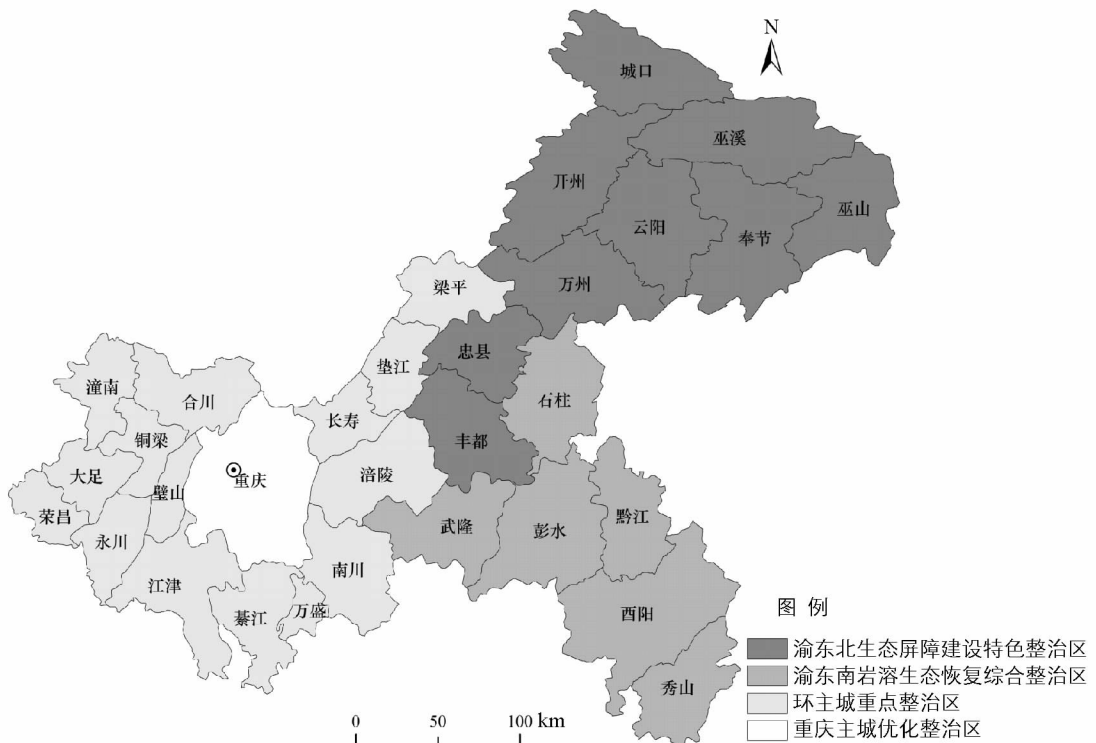 N
城口
巫溪
开州
巫山
云阳
奉节
万州
梁平
忠县
垫江
潼南
合川
石柱
长寿
铜梁
丰都
大足
涪陵
重庆
璧山
荣昌
黔江
武隆
彭水
永川
南川
江津
万盛
綦江
酉阳
秀山
图 例
渝东北生态屏障建设特色整治区
渝东南岩溶生态恢复综合整治区
环主城重点整治区
重庆主城优化整治区
0 50 100 km